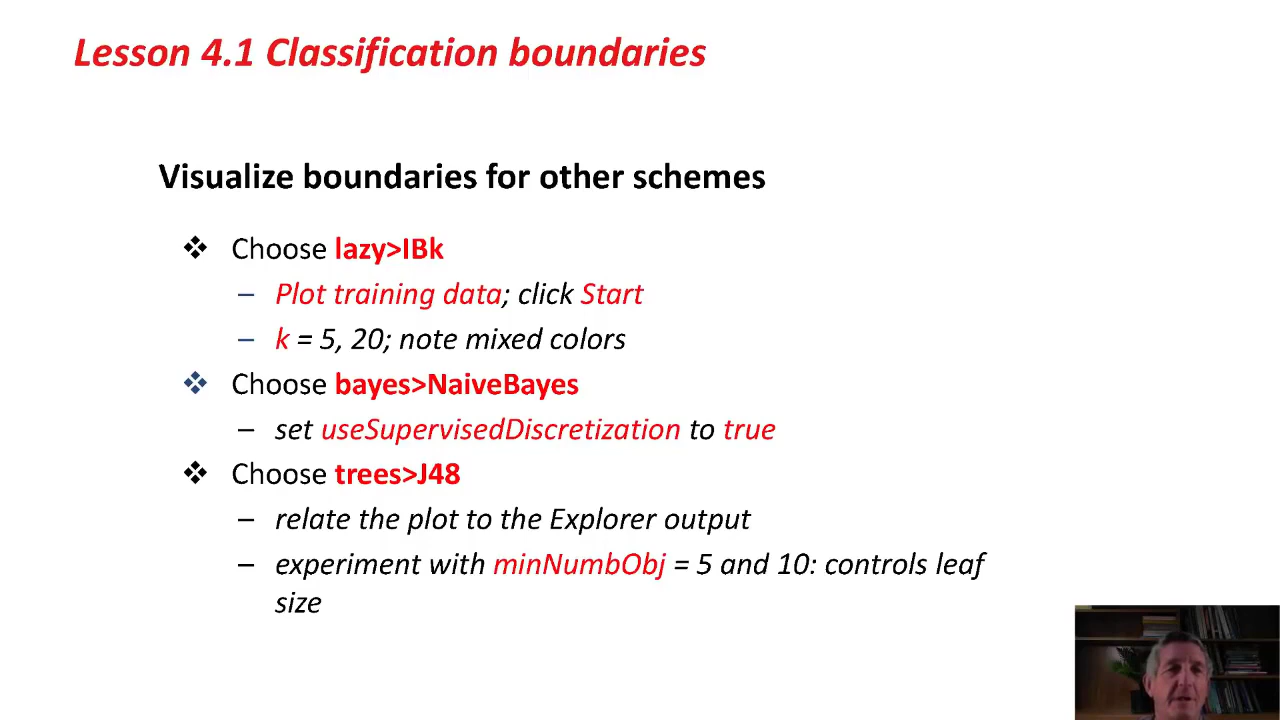 Lesson 4.1 Classification boundaries
Visualize boundaries for other schemes
❖ Choose lazy>IBk
– Plot training data; click Start
– k = 5, 20; note mixed colors
❖ Choose bayes>NaiveBayes
– set useSupervisedDiscretization to true
❖ Choose trees>J48
– relate the plot to the Explorer output
– experiment with minNumbObj = 5 and 10: controls leaf
size